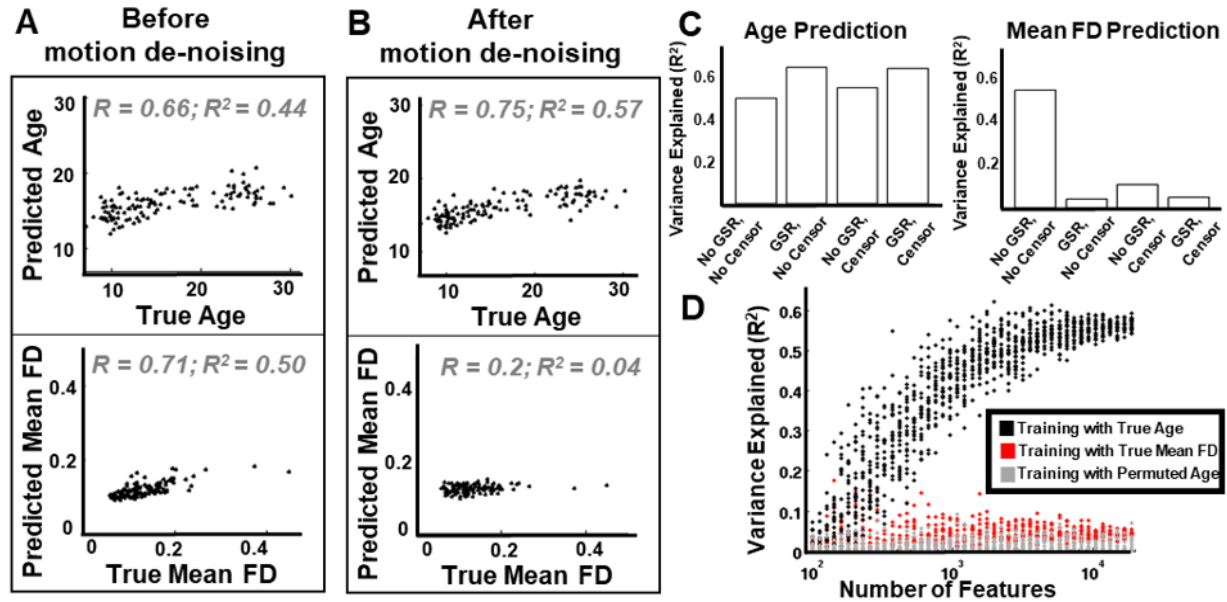 A
Before
motion de-noising
R = 0.66; R² = 0.44
Predicted Age
30
20
10
10 20 30
True Age
R = 0.71; R² = 0.50
Predicted Mean FD
0.4
0.2
0
0 0.2 0.4
True Mean FD
B
After
motion de-noising
R = 0.75; R² = 0.57
Predicted Age
30
20
10
10 20 30
True Age
R = 0.2; R² = 0.04
Predicted Mean FD
0.4
0.2
0
0 0.2 0.4
True Mean FD
C
Age Prediction
Variance Explained (R²)
0.6
0.4
0.2
No GSR,
No Censor
GSR,
No Censor
No GSR,
Censor
GSR,
Censor
Mean FD Prediction
Variance Explained (R²)
0.6
0.4
0.2
No GSR,
No Censor
GSR,
No Censor
No GSR,
Censor
GSR,
Censor
D
Variance Explained (R²)
0.6
0.5
0.4
0.3
0.2
0.1
0
Training with True Age
Training with True Mean FD
Training with Permuted Age
10² 10³ 10⁴
Number of Features